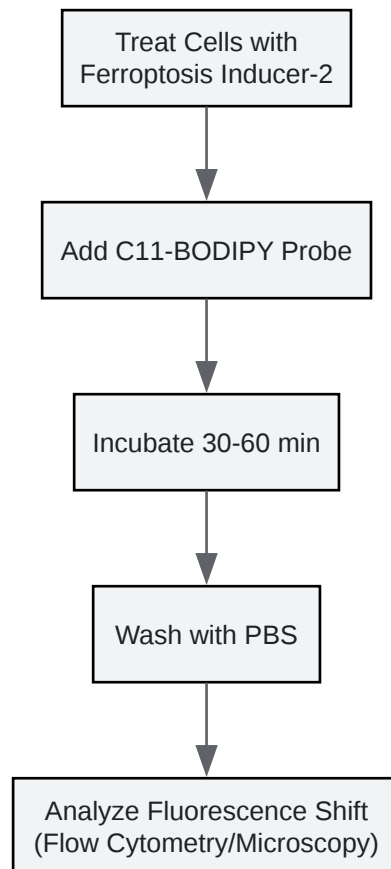 Treat Cells with
Ferroptosis Inducer-2
Add C11-BODIPY Probe
Incubate 30-60 min
Wash with PBS
Analyze Fluorescence Shift
(Flow Cytometry/Microscopy)